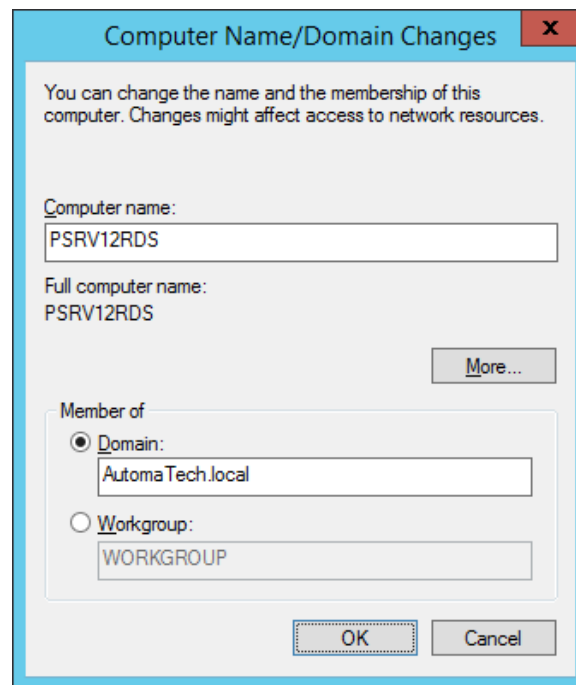 Computer Name/Domain Changes
x
You can change the name and the membership of this
computer. Changes might affect access to network resources.
Computer name:
PSRV12RDS
Full computer name:
PSRV12RDS
More...
Member of
Domain:
AutomaTech.local
Workgroup:
WORKGROUP
OK Cancel